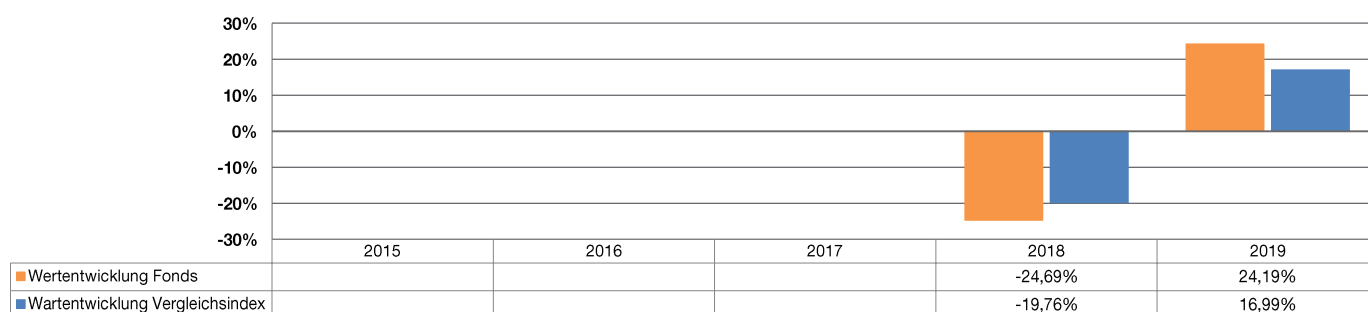 30%
20%
10%
0%
-10%
-20%
-30%
2015 2016 2017 2018 2019
Wertentwicklung Fonds -24,69% 24,19%
Wartentwicklung Vergleichsindex -19,76% 16,99%